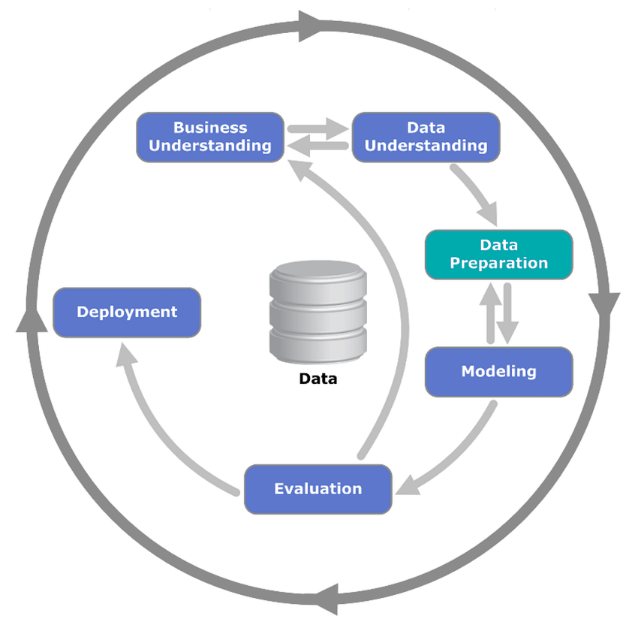 Business
Understanding
Data
Understanding
Data
Preparation
Deployment
Modeling
Data
Evaluation